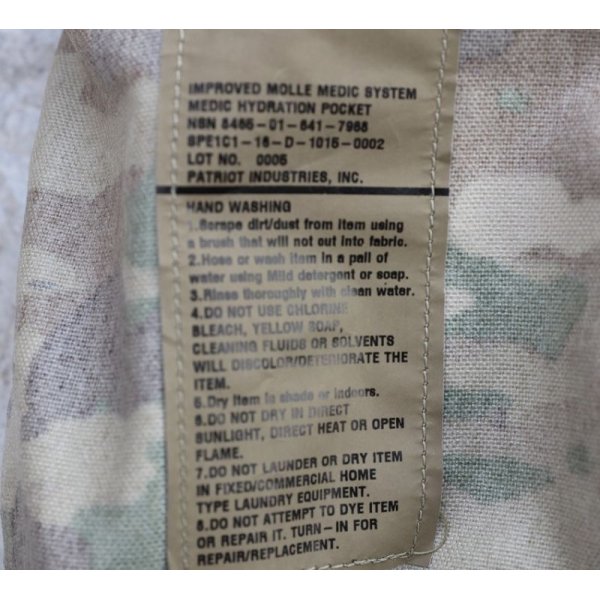 IMPROVED MOLLE MEDIC SYSTEM
MEDIC HYDRATION POCKET
NSN 8465-01-641-7968
SPE1C1-16-D-1015-0002
LOT NO. 0005
PATRIOT INDUSTRIES, INC.
HAND WASHING
1.Scrape dirt/dust from item using
a brush that will not cut into fabric.
2.Hose or wash item in a pail of
water using Mild detergent or soap.
3.Rinse thoroughly with clean water.
4.DO NOT USE CHLORINE
BLEACH, YELLOW SOAP,
CLEANING FLUIDS OR SOLVENTS
WILL DISCOLOR/DETERIORATE THE
ITEM.
5.Dry item in shade or indoors.
6.DO NOT DRY IN DIRECT
SUNLIGHT, DIRECT HEAT OR OPEN
FLAME.
7.DO NOT LAUNDER OR DRY ITEM
IN FIXED/COMMERCIAL HOME
TYPE LAUNDRY EQUIPMENT.
8.DO NOT ATTEMPT TO DYE ITEM
OR REPAIR IT. TURN-IN FOR
REPAIR/REPLACEMENT.